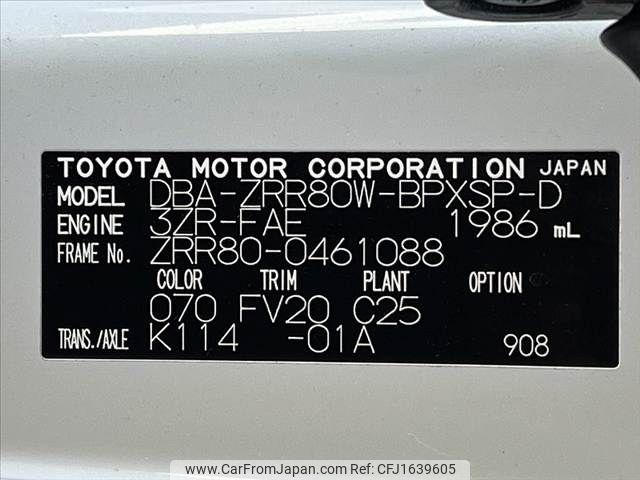 TOYOTA MOTOR CORPORATION JAPAN
MODEL DBA-ZRR80W-BPXSP-D
ENGINE 3ZR-FAE 1986 mL
FRAME No. ZRR80-0461088
COLOR TRIM PLANT OPTION
070 FV20 C25
TRANS./AXLE K114 -01A 908
www.CarFromJapan.com - CFJ1639605